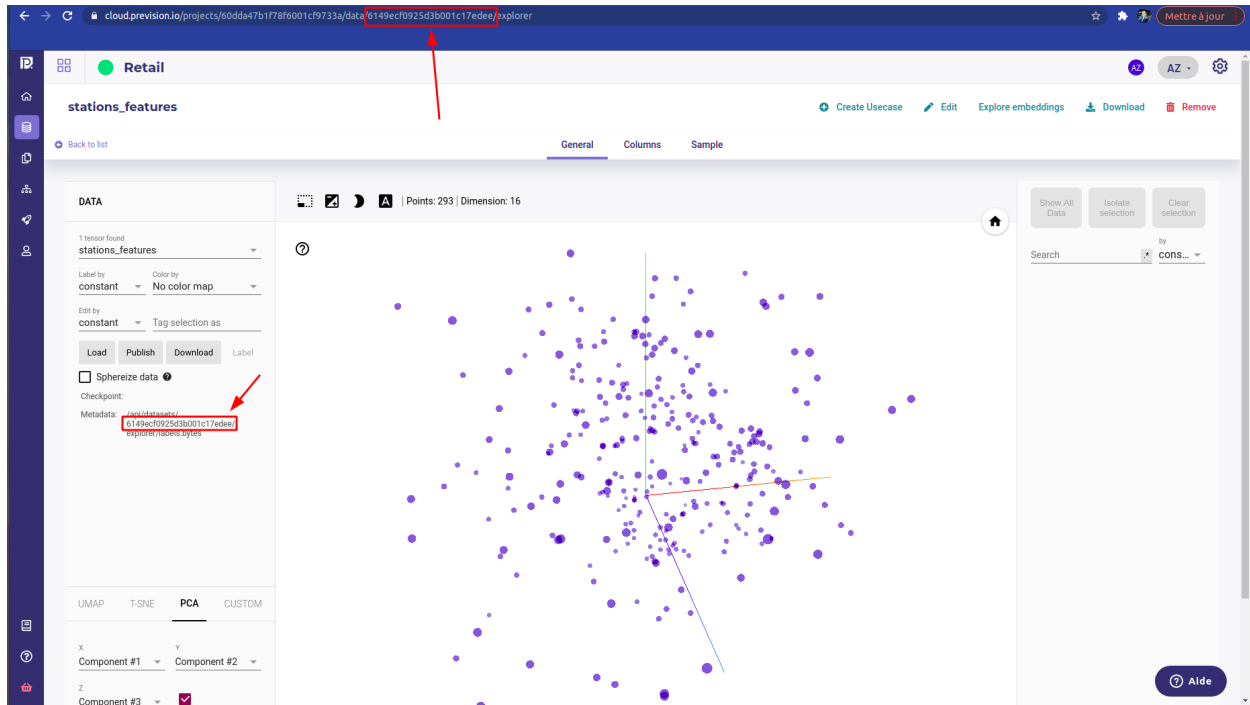 cloud.prevision.io/projects/60dda47b1f78f6001cf9733a/data/6149ecf0925d3b001c17edee/explorer
Mettre à jour
Retail
AZ
AZ
stations_features
Create Usecase
Edit
Explore embeddings
Download
Remove
Back to list
General
Columns
Sample
DATA
Points: 293 | Dimension: 16
Show All Data
Isolate selection
Clear selection
1 tensor found
stations_features
Search
.*
by
cons...
Label by
constant
Color by
No color map
Edit by
constant
Tag selection as
Load
Publish
Download
Label
Sphereize data
Checkpoint:
Metadata:
/api/datasets/
6149ecf0925d3b001c17edee/
explorer/labels.bytes
UMAP
T-SNE
PCA
CUSTOM
X
Component #1
Y
Component #2
Z
Component #3
Aide